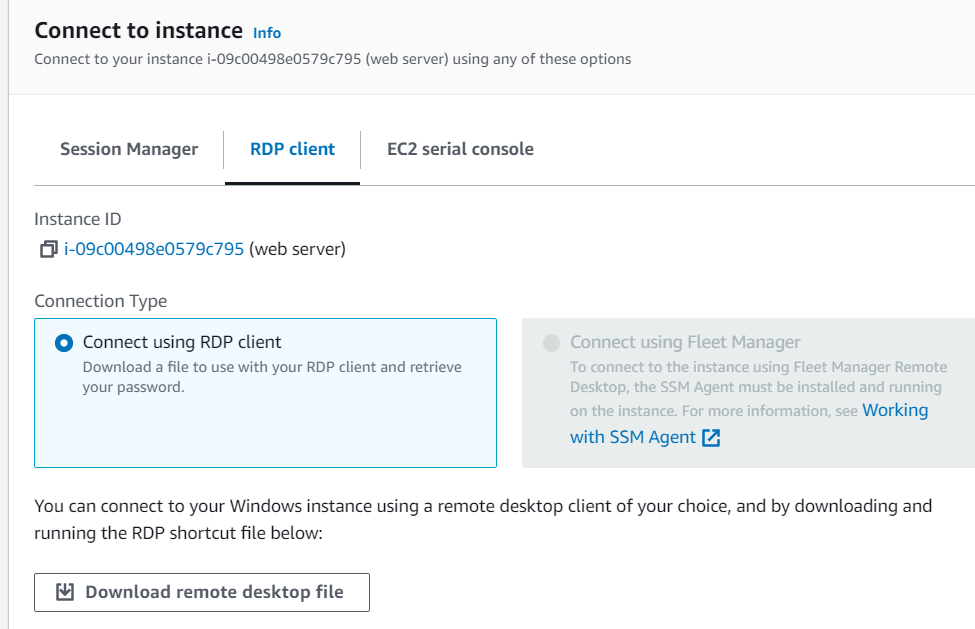 Connect to instance Info
Connect to your instance i-09c00498e0579c795 (web server) using any of these options
Session Manager
RDP client
EC2 serial console
Instance ID
i-09c00498e0579c795 (web server)
Connection Type
Connect using RDP client
Download a file to use with your RDP client and retrieve
your password.
Connect using Fleet Manager
To connect to the instance using Fleet Manager Remote
Desktop, the SSM Agent must be installed and running
on the instance. For more information, see Working
with SSM Agent
You can connect to your Windows instance using a remote desktop client of your choice, and by downloading and
running the RDP shortcut file below:
Download remote desktop file